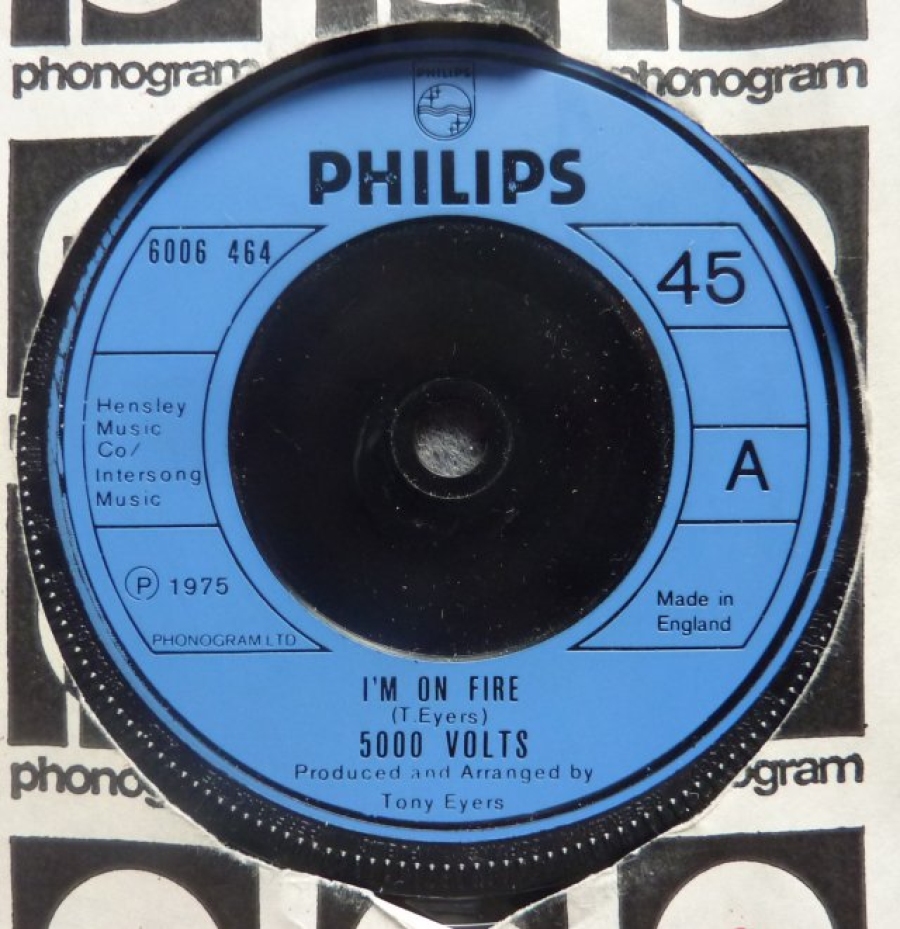 phonogram
phonogram
PHILIPS
PHILIPS
6006 464
45
Hensley
Music
Co/
Intersong
Music
A
Ⓟ 1975
PHONOGRAM LTD
Made in
England
I'M ON FIRE
(T.Eyers)
5000 VOLTS
Produced and Arranged by
Tony Eyers
phonog
ogram